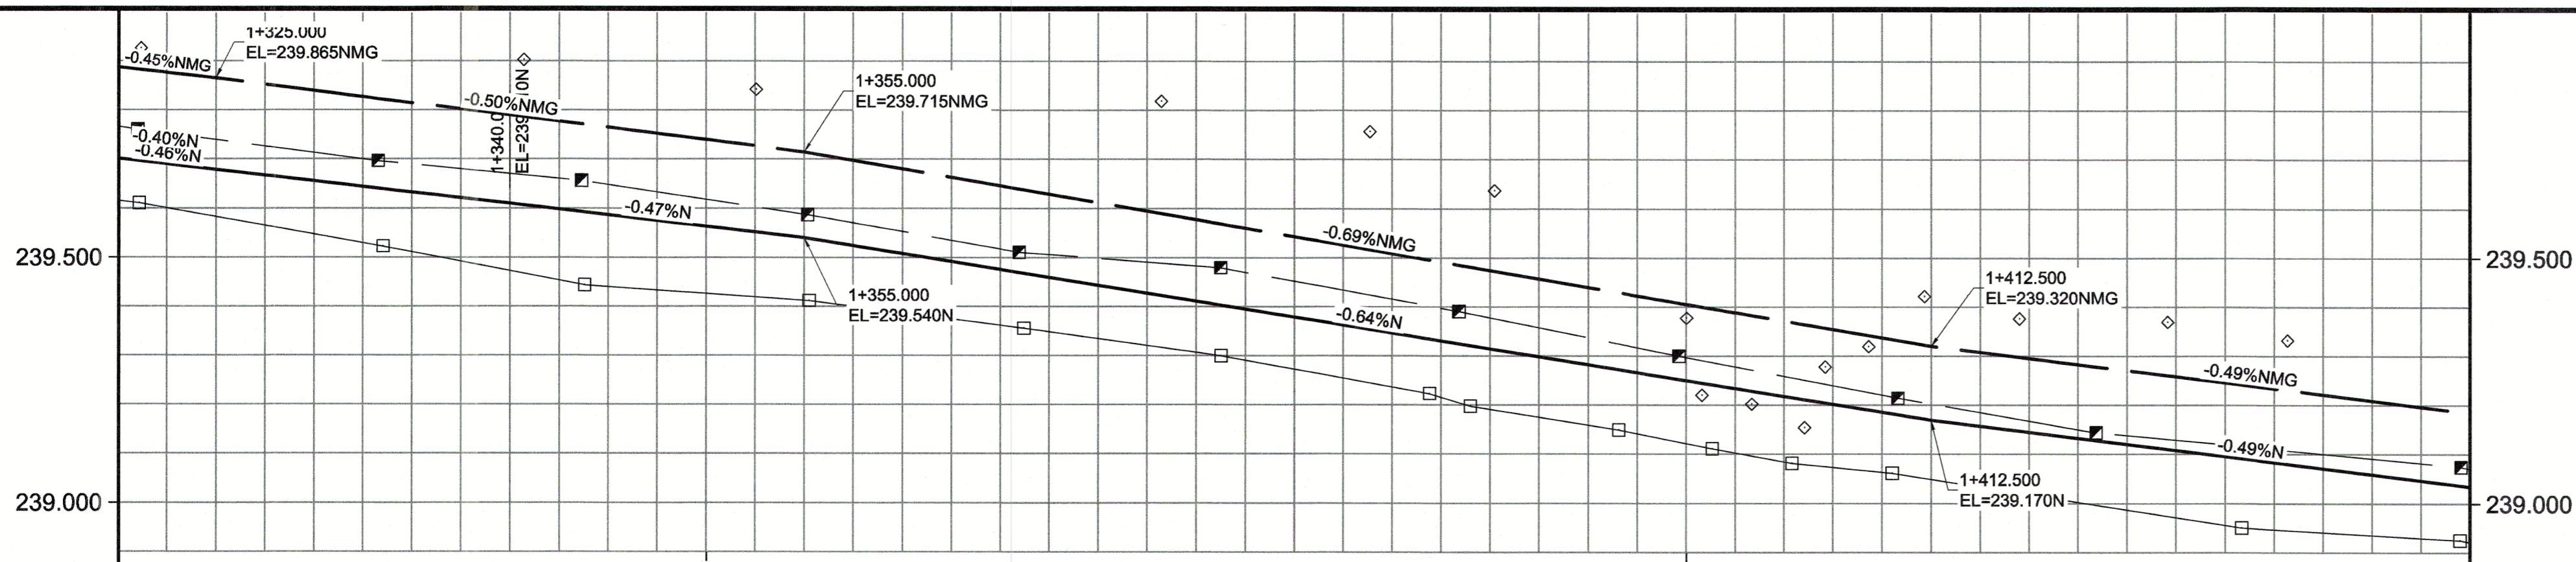 1+325.000
EL=239.865NMG
-0.45%NMG
1+355.000
EL=239.715NMG
-0.50%NMG
1+340.0
-0.40%N
-0.46%N
-0.47%N
-0.69%NMG
239.500
239.500
1+412.500
EL=239.320NMG
1+355.000
EL=239.540N
-0.64%N
-0.49%NMG
-0.49%N
1+412.500
EL=239.170N
239.000
239.000